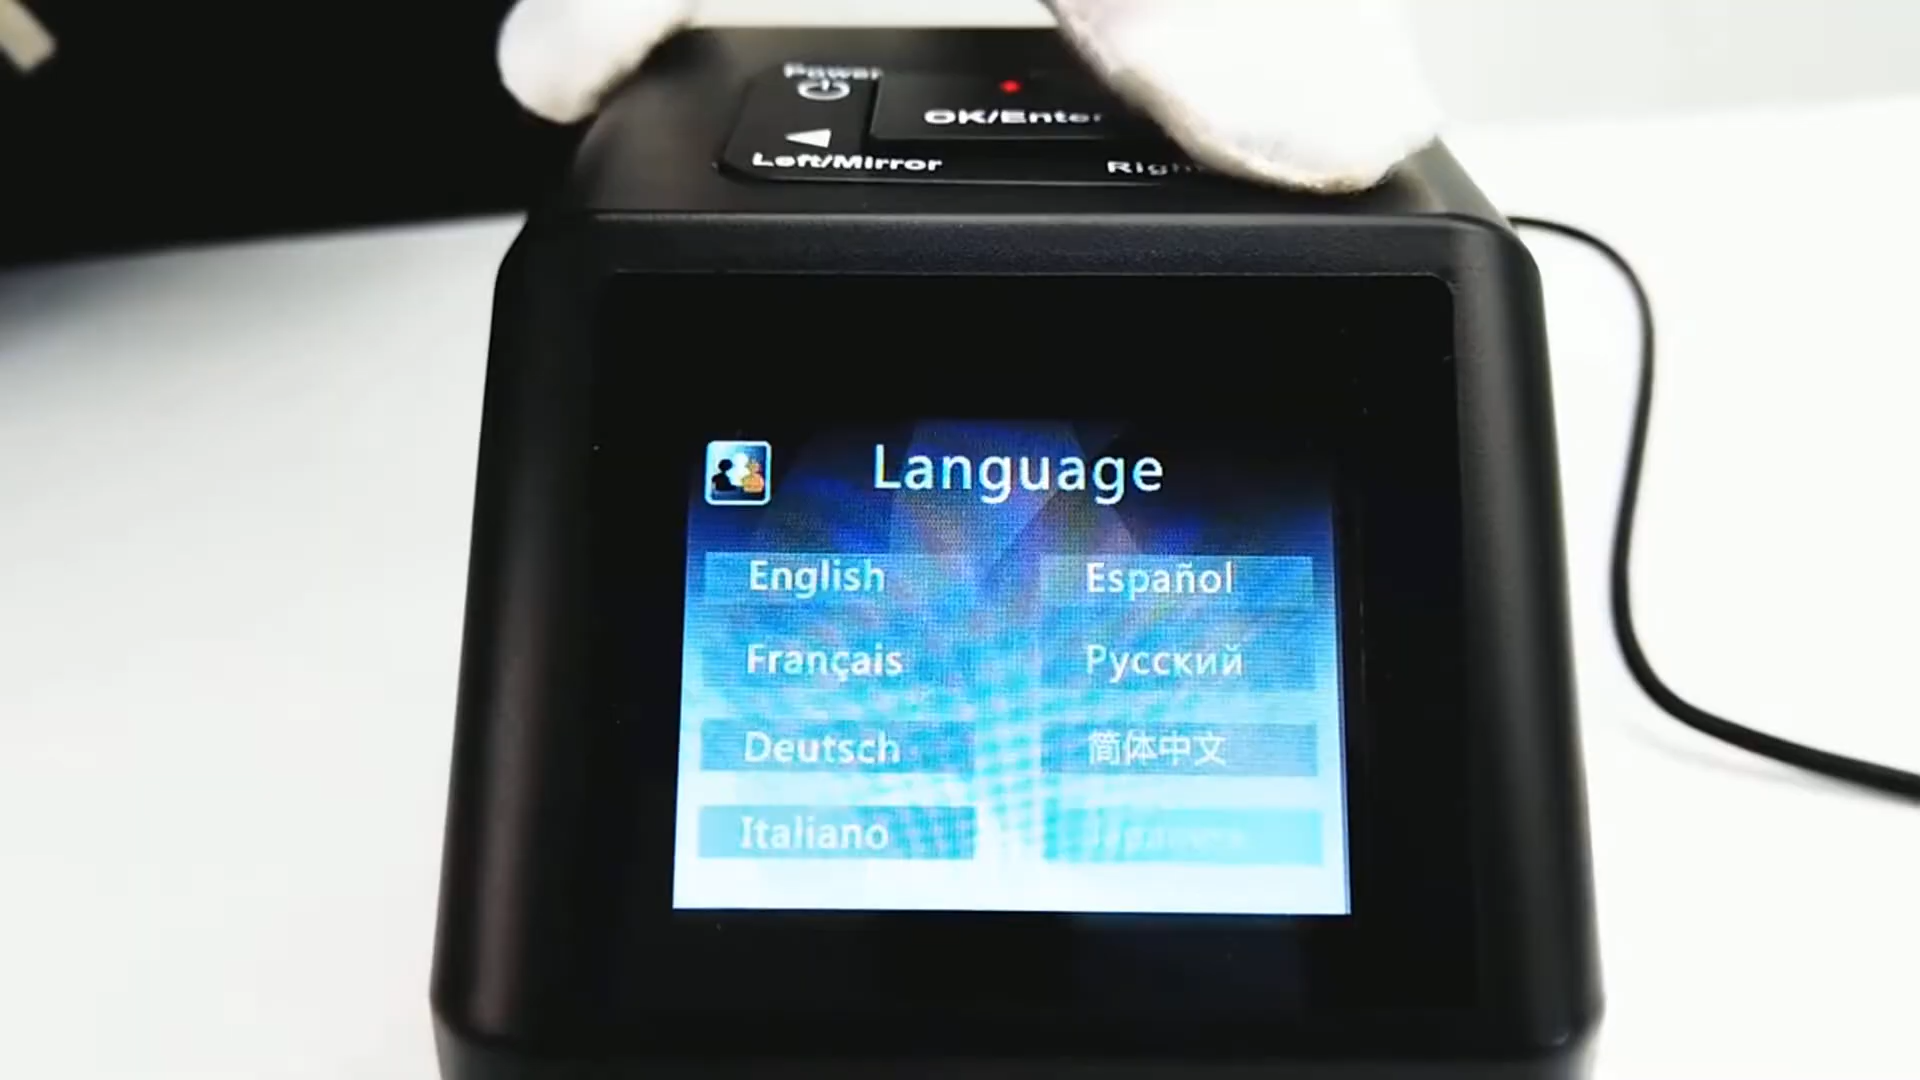 Power
OK/Enter
Left/Mirror
Language
English
Español
Français
Русский
Deutsch
简体中文
Italiano